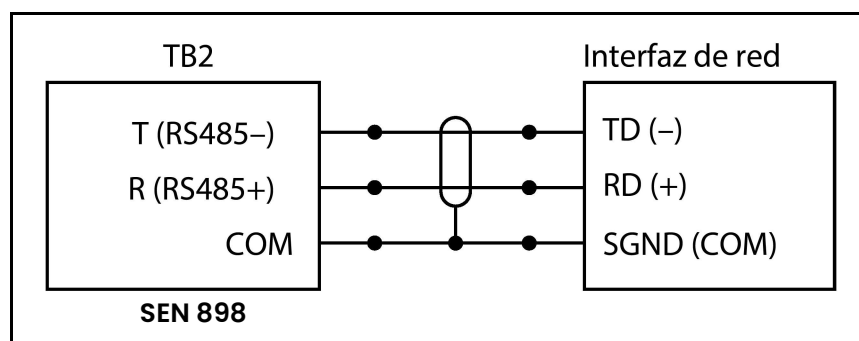 TB2
Interfaz de red
T (RS485–)
TD (–)
R (RS485+)
RD (+)
COM
SGND (COM)
SEN 898